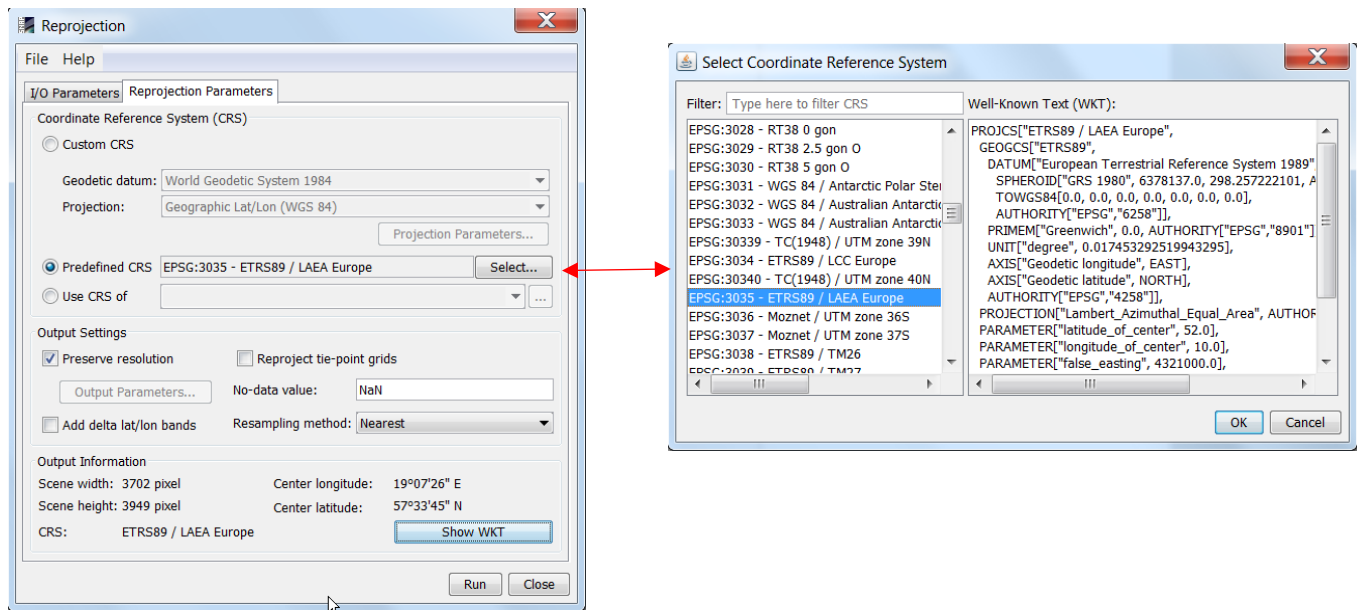 Reprojection
File Help
I/O Parameters Reprojection Parameters
Coordinate Reference System (CRS)
Custom CRS
Geodetic datum: World Geodetic System 1984
Projection: Geographic Lat/Lon (WGS 84)
Projection Parameters...
Predefined CRS EPSG:3035 - ETRS89 / LAEA Europe Select...
Use CRS of ...
Output Settings
Preserve resolution Reproject tie-point grids
Output Parameters... No-data value: NaN
Add delta lat/lon bands Resampling method: Nearest
Output Information
Scene width: 3702 pixel Center longitude: 19°07'26" E
Scene height: 3949 pixel Center latitude: 57°33'45" N
CRS: ETRS89 / LAEA Europe Show WKT
Run Close
Select Coordinate Reference System
Filter: Type here to filter CRS
EPSG:3028 - RT38 0 gon
EPSG:3029 - RT38 2.5 gon O
EPSG:3030 - RT38 5 gon O
EPSG:3031 - WGS 84 / Antarctic Polar Ster
EPSG:3032 - WGS 84 / Australian Antarctic
EPSG:3033 - WGS 84 / Australian Antarctic
EPSG:30339 - TC(1948) / UTM zone 39N
EPSG:3034 - ETRS89 / LCC Europe
EPSG:30340 - TC(1948) / UTM zone 40N
EPSG:3035 - ETRS89 / LAEA Europe
EPSG:3036 - Moznet / UTM zone 36S
EPSG:3037 - Moznet / UTM zone 37S
EPSG:3038 - ETRS89 / TM26
EPSG:3039 - ETRS89 / TM27
Well-Known Text (WKT):
PROJCS["ETRS89 / LAEA Europe",
GEOGCS["ETRS89",
DATUM["European Terrestrial Reference System 1989"
SPHEROID["GRS 1980", 6378137.0, 298.257222101, A
TOWGS84[0.0, 0.0, 0.0, 0.0, 0.0, 0.0, 0.0],
AUTHORITY["EPSG","6258"]],
PRIMEM["Greenwich", 0.0, AUTHORITY["EPSG","8901"]
UNIT["degree", 0.017453292519943295],
AXIS["Geodetic longitude", EAST],
AXIS["Geodetic latitude", NORTH],
AUTHORITY["EPSG","4258"]],
PROJECTION["Lambert_Azimuthal_Equal_Area", AUTHOR
PARAMETER["latitude_of_center", 52.0],
PARAMETER["longitude_of_center", 10.0],
PARAMETER["false_easting", 4321000.0],
OK Cancel